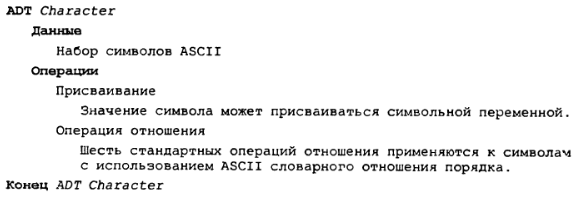 ADT Character
Данные
Набор символов ASCII
Операции
Присваивание
Значение символа может присваиваться символьной переменной.
Операция отношения
Шесть стандартных операций отношения применяются к символам
с использованием ASCII словарного отношения порядка.
Конец ADT Character